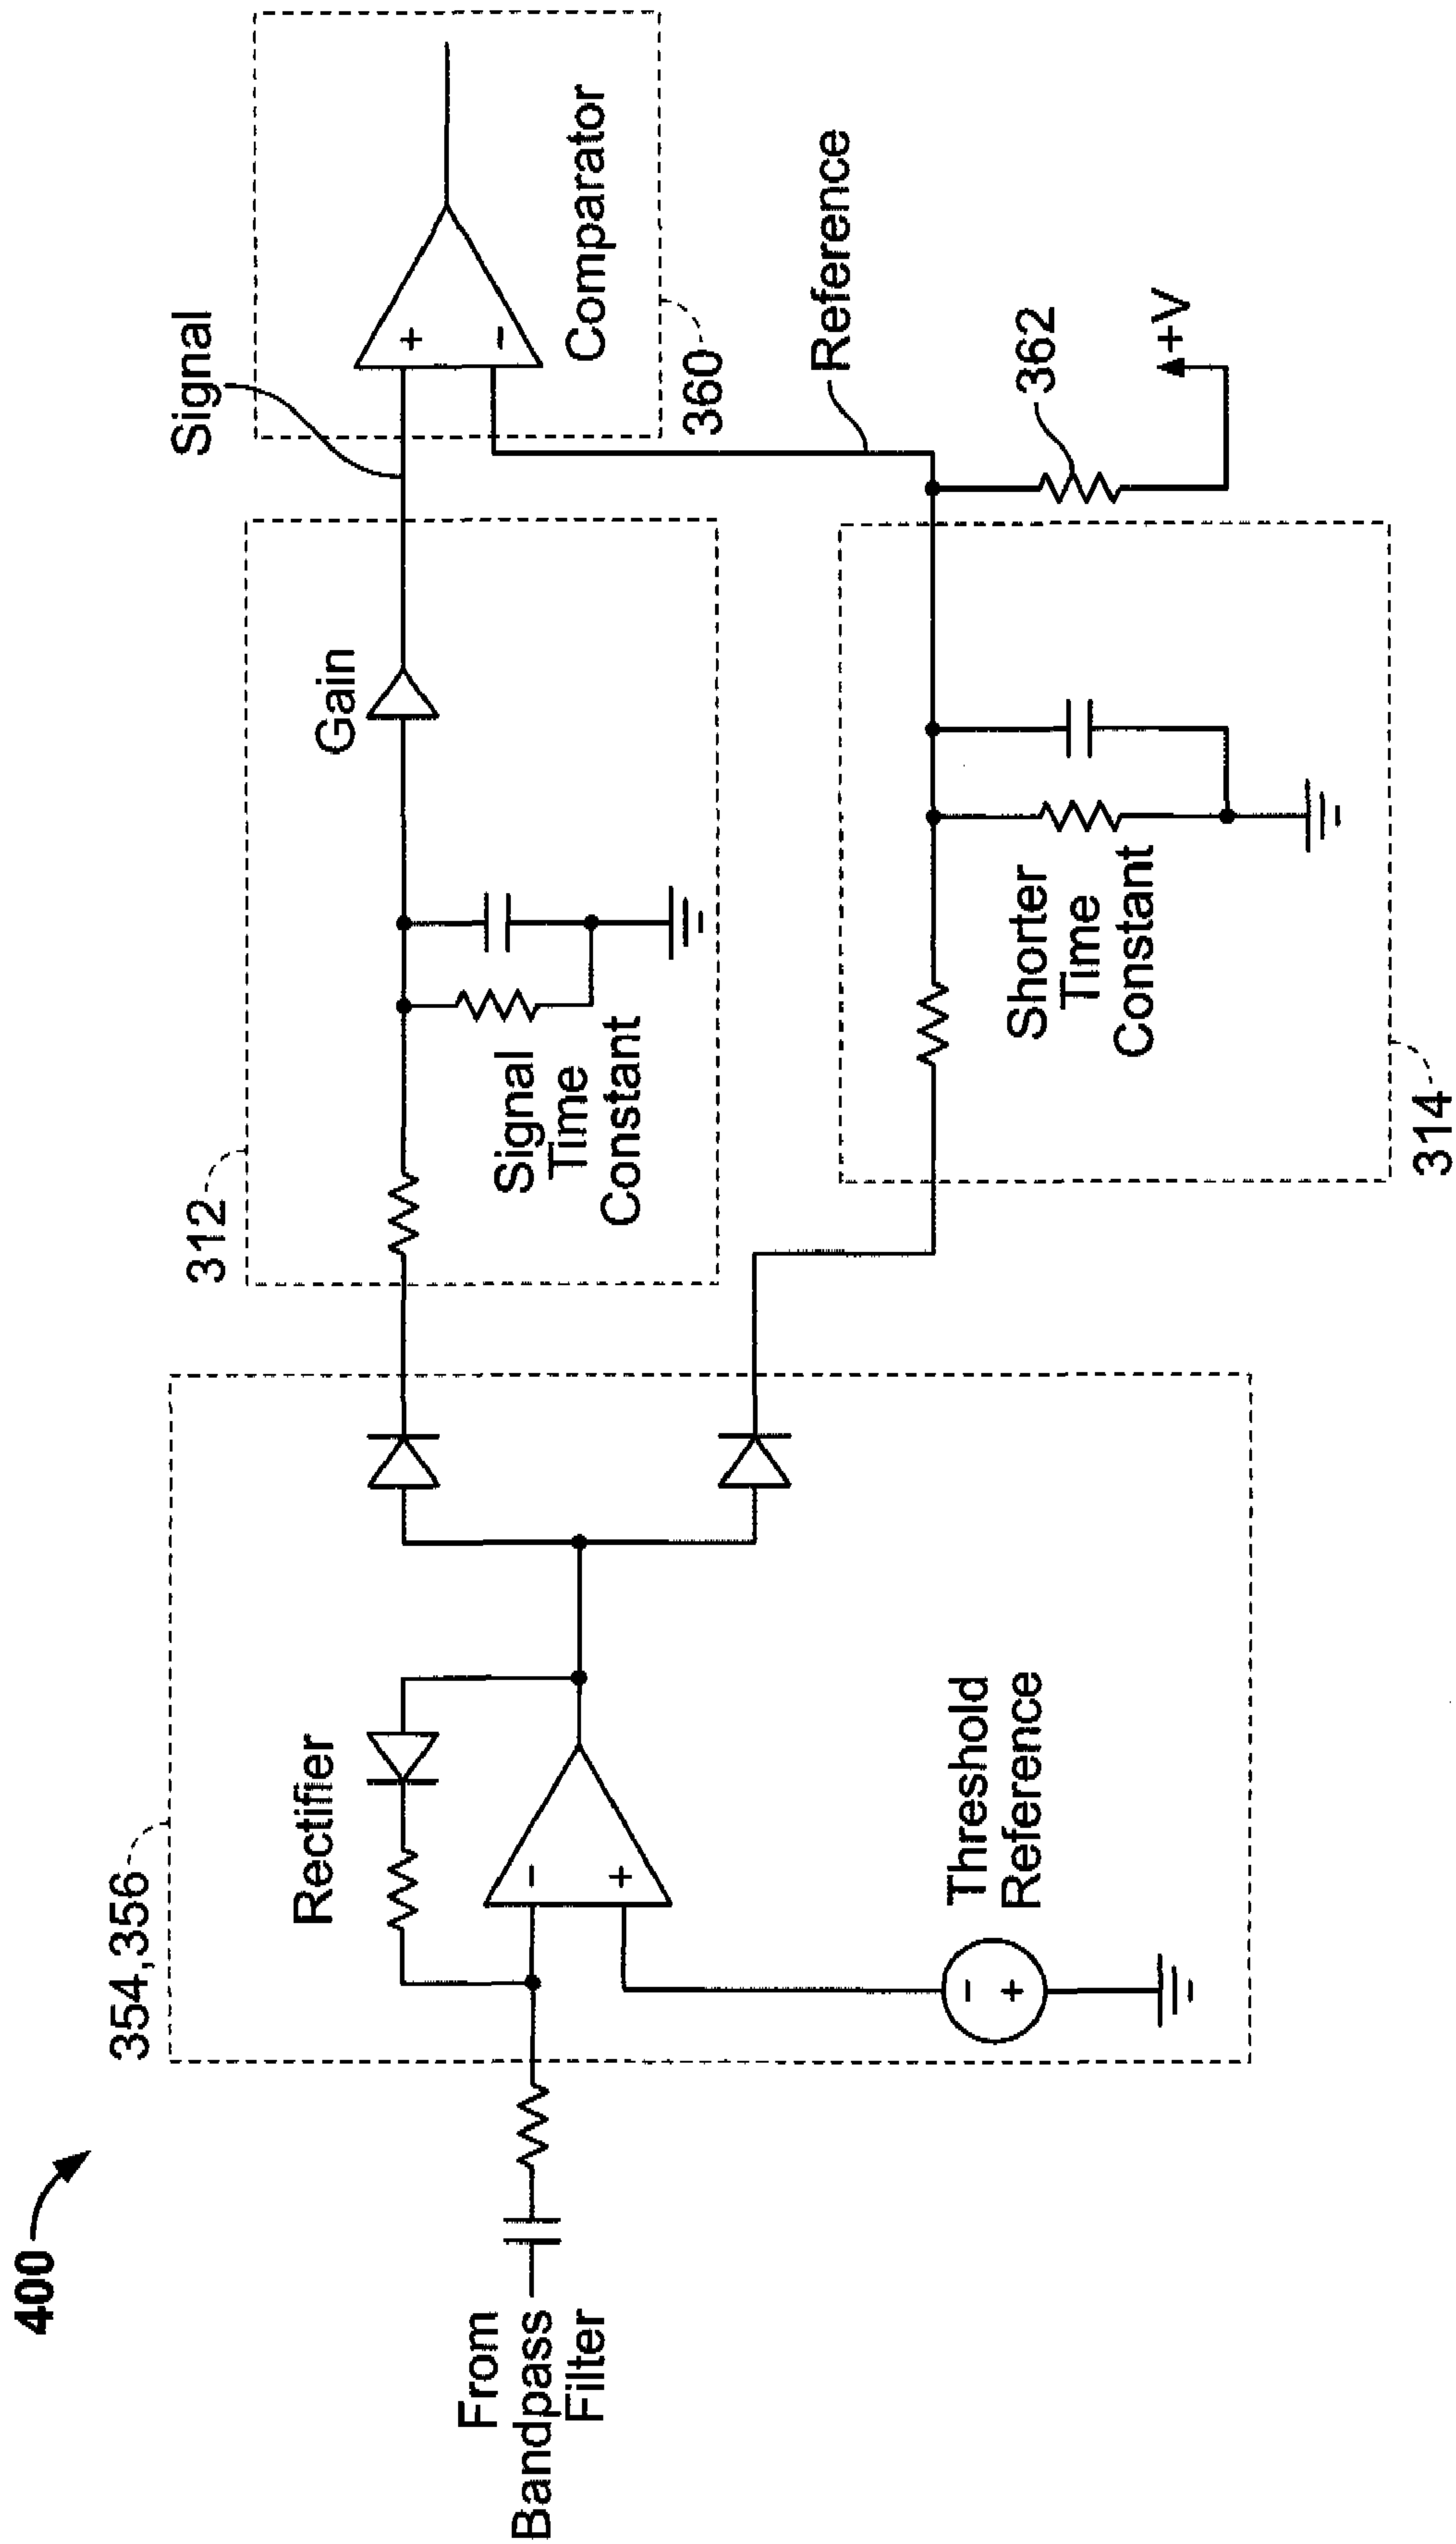 400
From
Bandpass
Filter
354,356
Rectifier
-
+
Threshold
Reference
-
+
312
Signal
Time
Constant
Gain
Signal
+
-
Comparator
360
Reference
362
+V
Shorter
Time
Constant
314